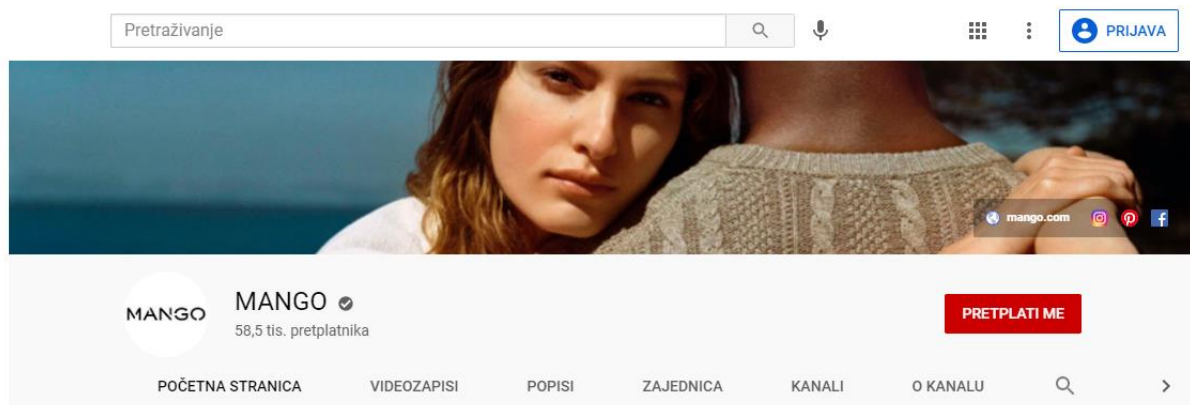 Pretraživanje
PRIJAVA
mango.com
MANGO
MANGO
58,5 tis. pretplatnika
PRETPLATI ME
POČETNA STRANICA VIDEOZAPISI POPISI ZAJEDNICA KANALI O KANALU